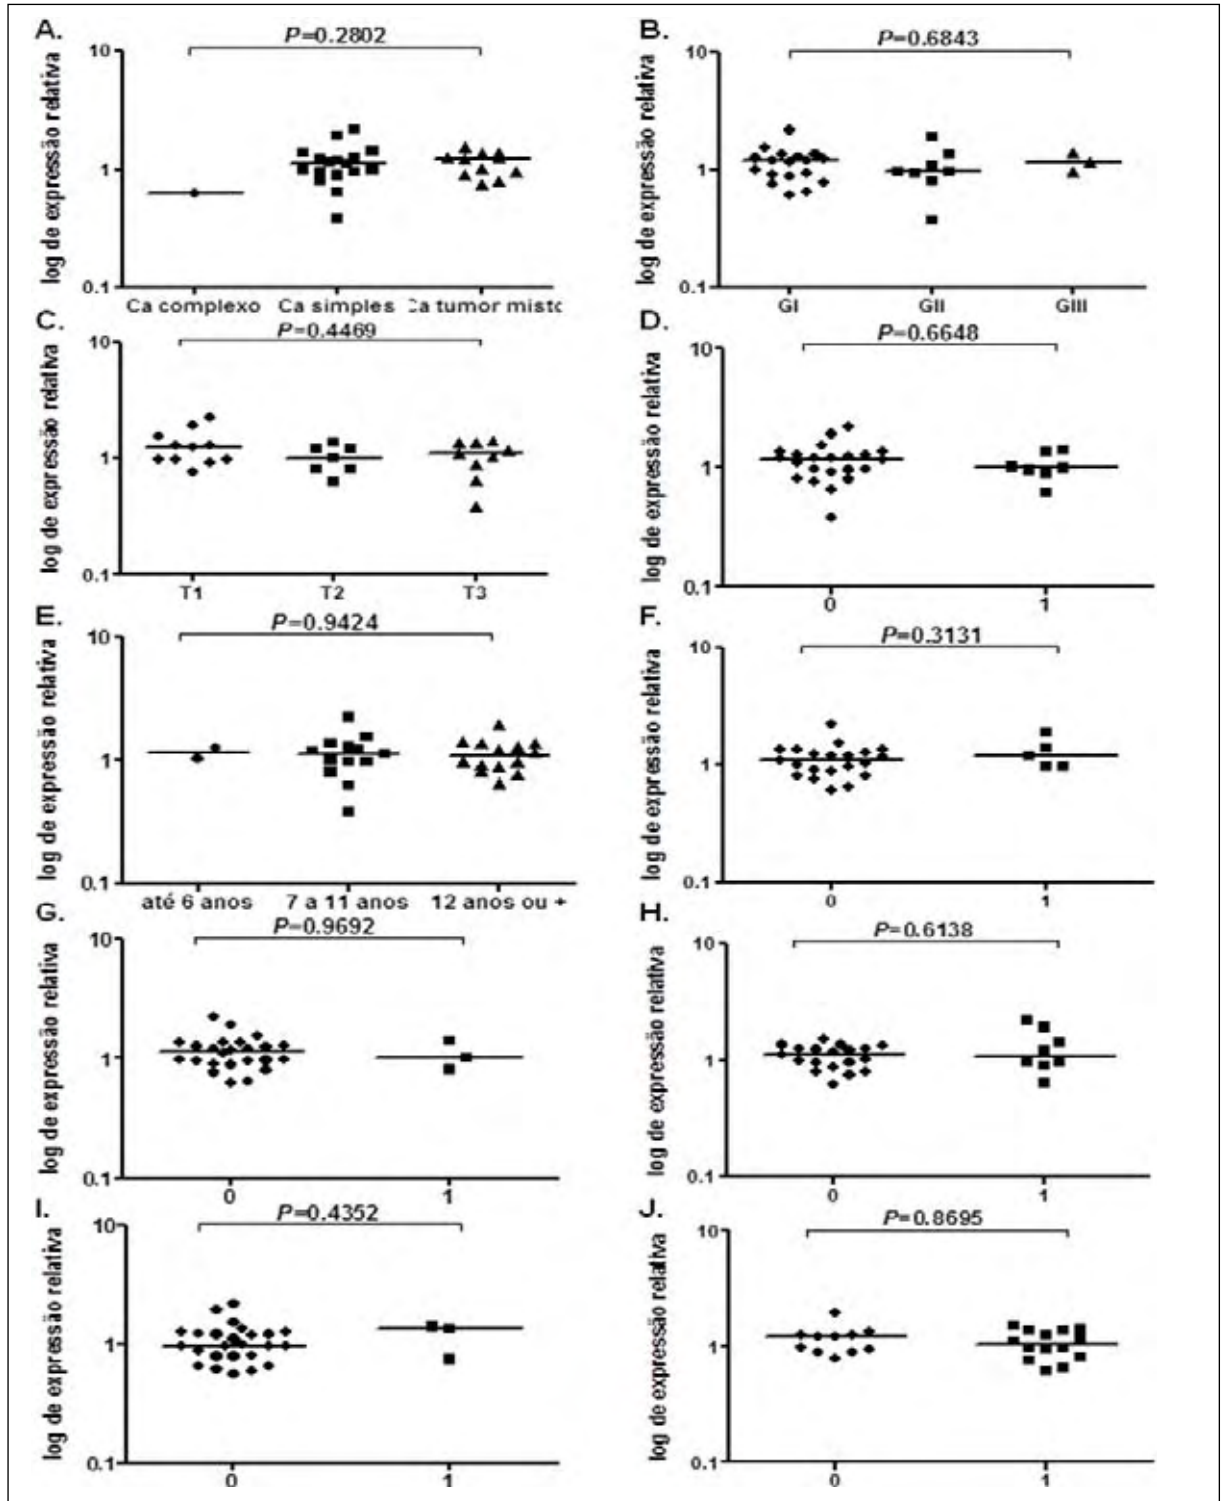 A.
P=0.2802
log de expressão relativa
10
1
0.1
Ca complexo Ca simples Ca tumor misto
B.
P=0.6843
log de expressão relativa
10
1
0.1
GI GII GIII
C.
P=0.4469
log de expressão relativa
10
1
0.1
T1 T2 T3
D.
P=0.6648
log de expressão relativa
10
1
0.1
0 1
E.
P=0.9424
log de expressão relativa
10
1
0.1
até 6 anos 7 a 11 anos 12 anos ou +
F.
P=0.3131
log de expressão relativa
10
1
0.1
0 1
G.
P=0.9692
log de expressão relativa
10
1
0.1
0 1
H.
P=0.6138
log de expressão relativa
10
1
0.1
0 1
I.
P=0.4352
log de expressão relativa
10
1
0.1
0 1
J.
P=0.8695
log de expressão relativa
10
1
0.1
0 1